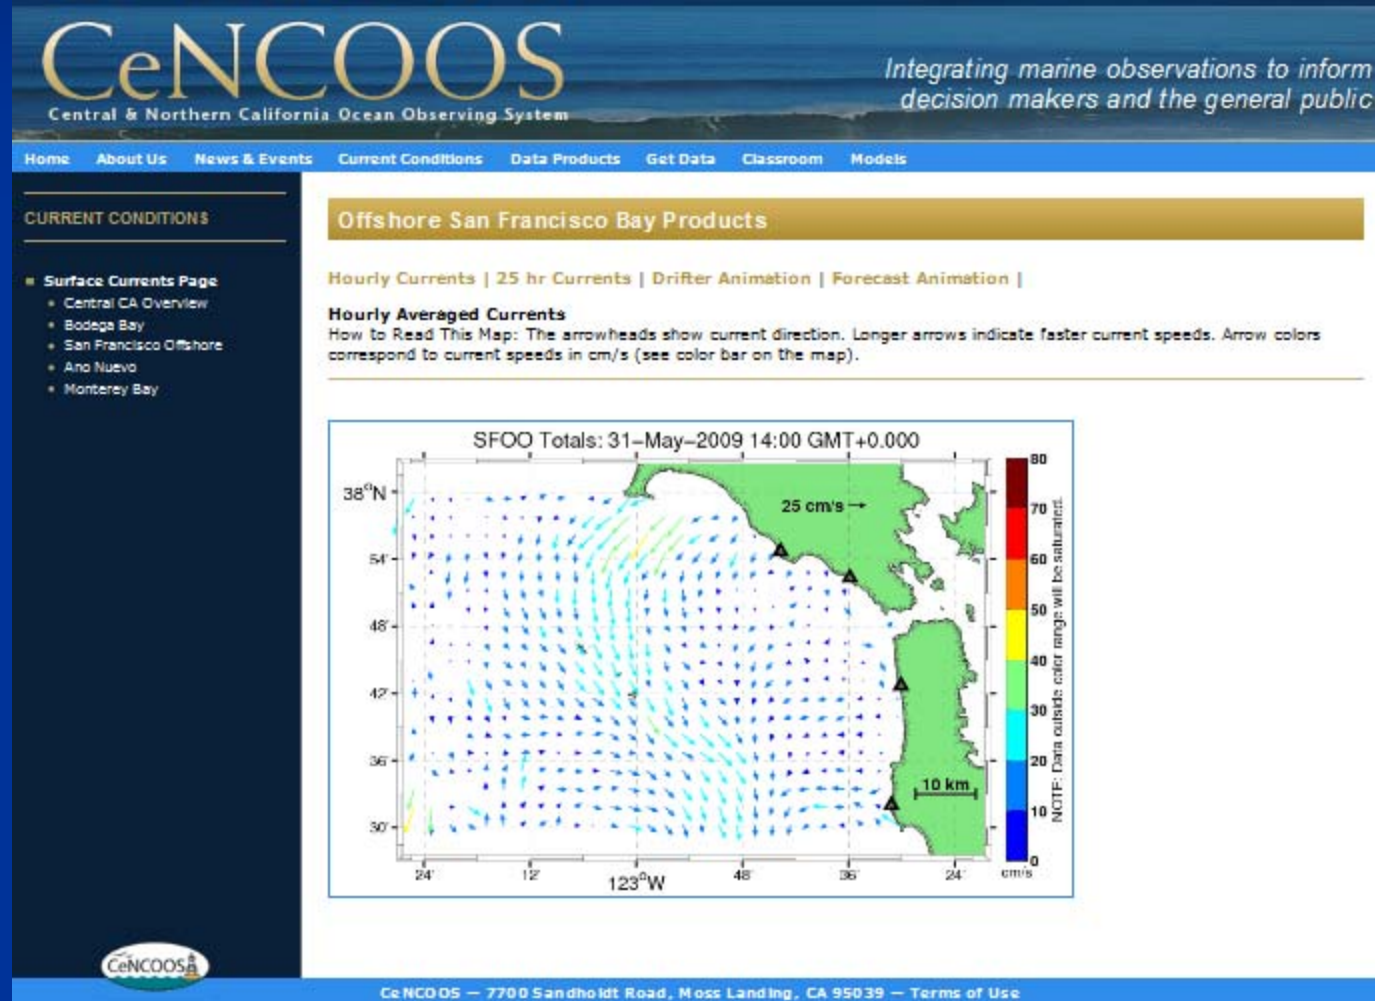 CeNCOOS
Central & Northern California Ocean Observing System
Integrating marine observations to inform
decision makers and the general public
Home About Us News & Events Current Conditions Data Products Get Data Classroom Models
CURRENT CONDITIONS
Surface Currents Page
Central CA Overview
Bodega Bay
San Francisco Offshore
Ano Nuevo
Monterey Bay
Offshore San Francisco Bay Products
Hourly Currents | 25 hr Currents | Drifter Animation | Forecast Animation |
Hourly Averaged Currents
How to Read This Map: The arrowheads show current direction. Longer arrows indicate faster current speeds. Arrow colors
correspond to current speeds in cm/s (see color bar on the map).
SFOO Totals: 31-May-2009 14:00 GMT+0.000
38°N
54'
48'
42'
36'
30'
24' 12' 123°W 48' 36' 24'
25 cm/s
10 km
80
70
60
50
40
30
20
10
0
cm/s
NOTE: Data outside color range will be saturated.
CeNCOOS
CeNCOOS — 7700 Sandholdt Road, Moss Landing, CA 95039 — Terms of Use